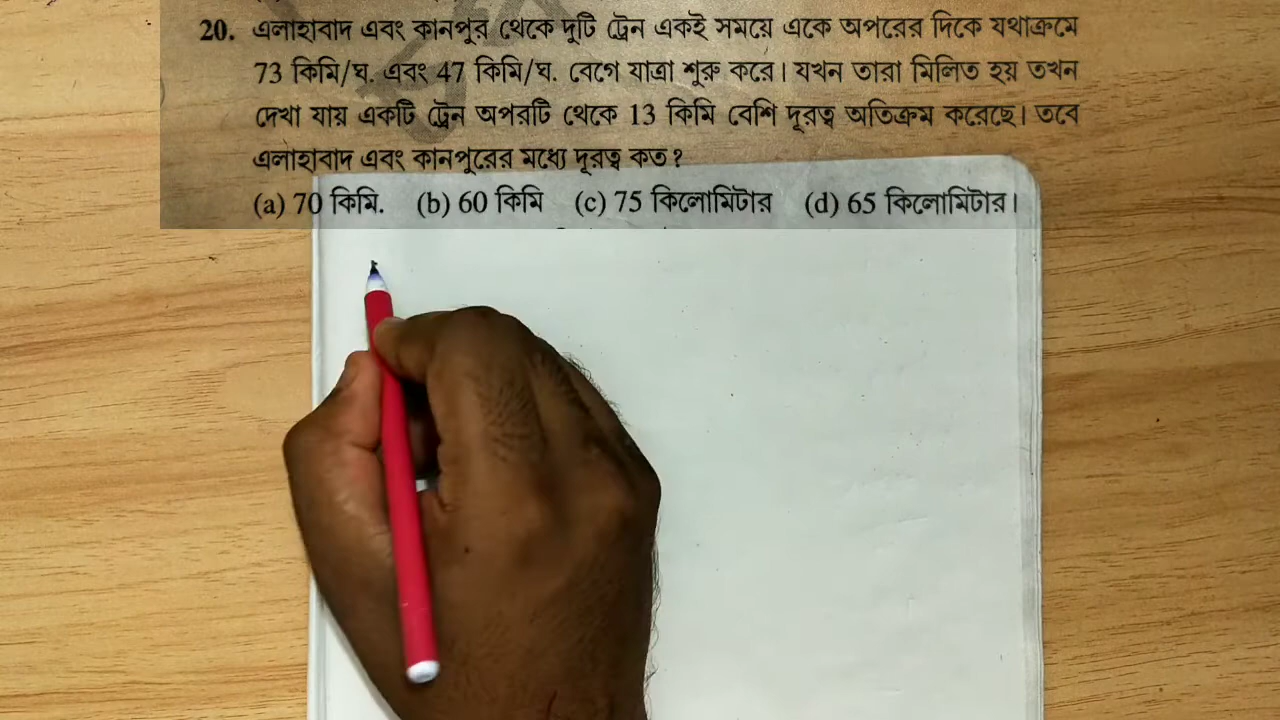 20. এলাহাবাদ এবং কানপুর থেকে দুটি ট্রেন একই সময়ে একে অপরের দিকে যথাক্রমে
73 কিমি/ঘ. এবং 47 কিমি/ঘ. বেগে যাত্রা শুরু করে। যখন তারা মিলিত হয় তখন
দেখা যায় একটি ট্রেন অপরটি থেকে 13 কিমি বেশি দূরত্ব অতিক্রম করেছে। তবে
এলাহাবাদ এবং কানপুরের মধ্যে দূরত্ব কত?
(a) 70 কিমি. (b) 60 কিমি (c) 75 কিলোমিটার (d) 65 কিলোমিটার।